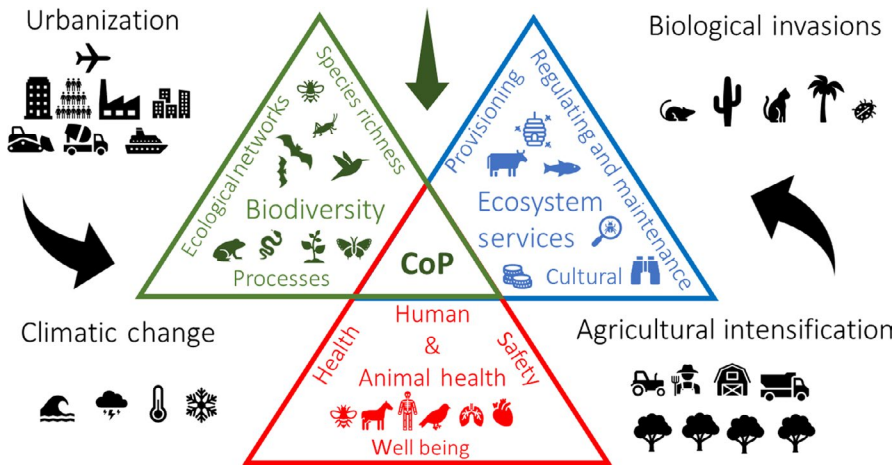 Urbanization
Biological invasions
Ecological networks
Species richness
Biodiversity
Processes
Provisioning
Regulating and maintenance
Ecosystem
services
Cultural
CoP
Climatic change
Agricultural intensification
Health
Human
&
Animal health
Safety
Well being